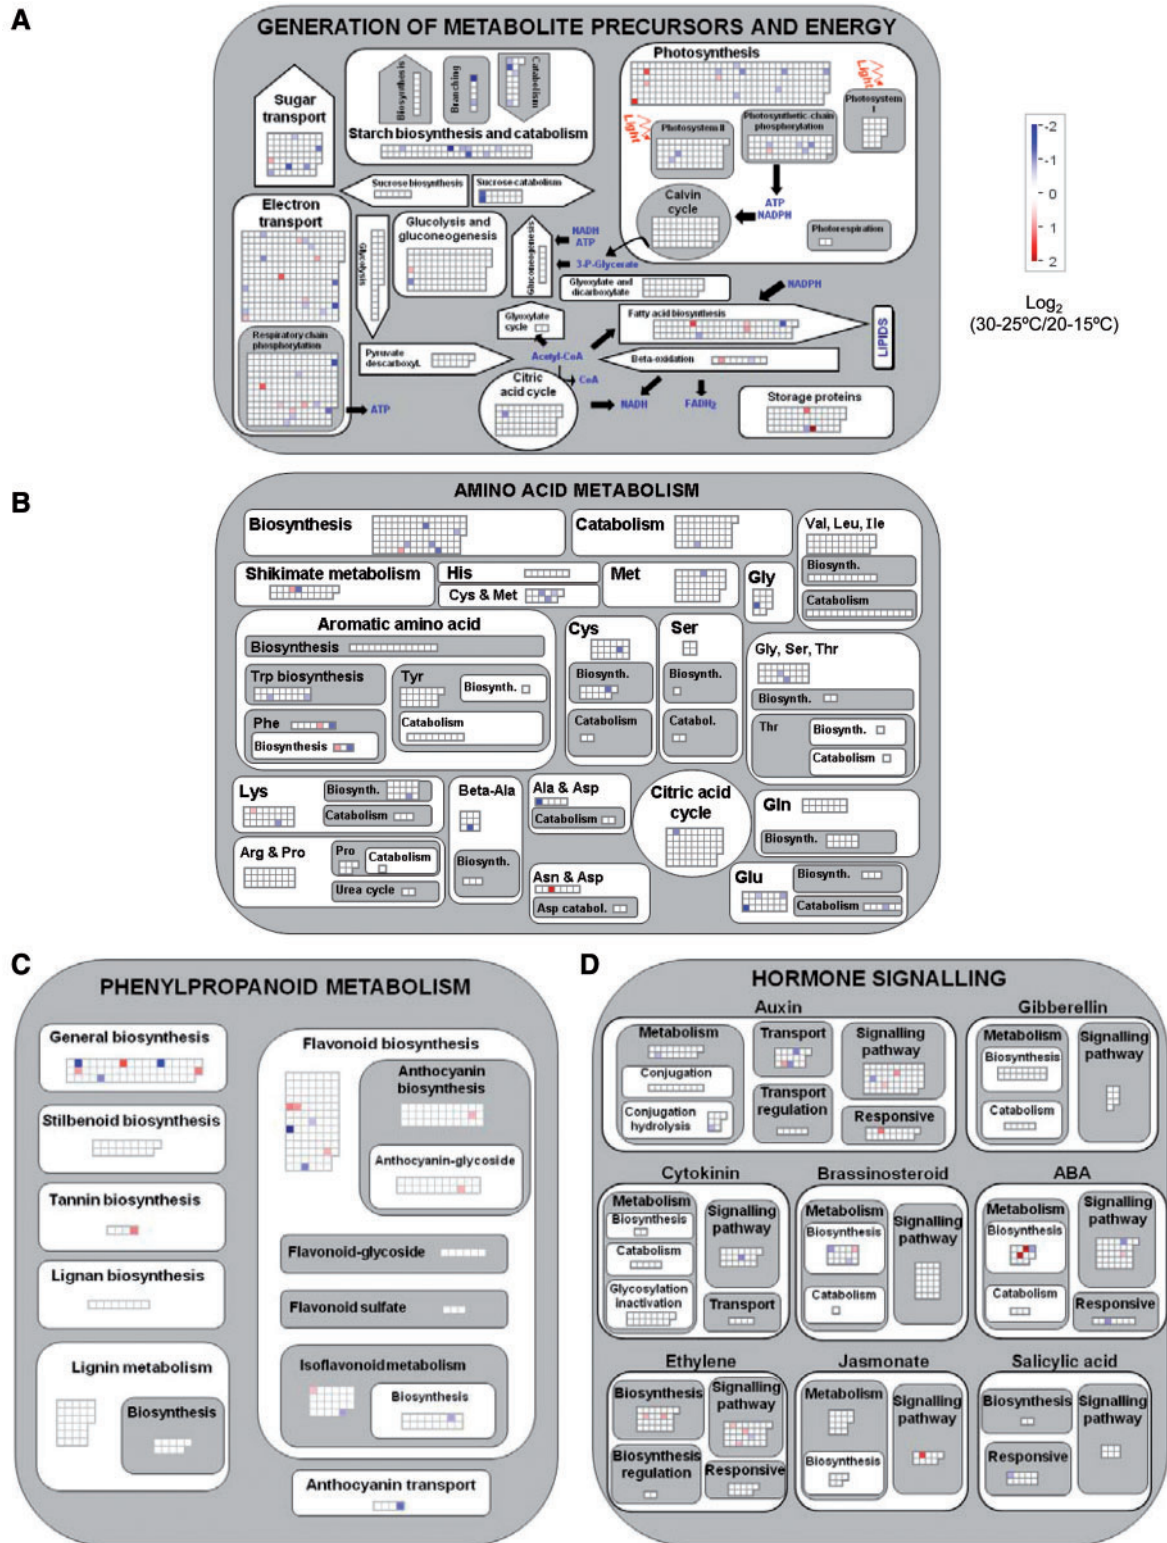 A
GENERATION OF METABOLITE PRECURSORS AND ENERGY
Sugar
transport
Biosynthesis
Branching
Catabolism
Starch biosynthesis and catabolism
Photosynthesis
Light
Light
Photosystem II
Photosynthetic-chain
phosphorylation
Photosystem
I
Sucrose biosynthesis
Sucrose-catabolism
Electron
transport
Glycolysis
Glucolysis and
gluconeogenesis
Gluconeogenesis
NADH
ATP
3-P-Glycerate
Calvin
cycle
ATP
NADPH
Photorespiration
Glyoxylate and
dicarboxylate
NADPH
Glyoxylate
cycle
Fatty acid biosynthesis
LIPIDS
Respiratory chain
phosphorylation
Pyruvate
descarboxyl.
Acetyl-CoA
Beta-oxidation
CoA
Citric
acid cycle
ATP
NADH
FADH2
Storage proteins
-2
-1
0
1
2
Log2
(30-25ºC/20-15ºC)
B
AMINO ACID METABOLISM
Biosynthesis
Catabolism
Val, Leu, Ile
Biosynth.
Catabolism
Shikimate metabolism
His
Cys & Met
Met
Gly
Aromatic amino acid
Biosynthesis
Trp biosynthesis
Tyr
Biosynth.
Catabolism
Phe
Biosynthesis
Cys
Biosynth.
Catabolism
Ser
Biosynth.
Catabol.
Gly, Ser, Thr
Biosynth.
Thr
Biosynth.
Catabolism
Lys
Biosynth.
Catabolism
Beta-Ala
Biosynth.
Ala & Asp
Catabolism
Citric acid
cycle
Gln
Biosynth.
Arg & Pro
Pro
Catabolism
Urea cycle
Asn & Asp
Asp catabol.
Glu
Biosynth.
Catabolism
C
PHENYLPROPANOID METABOLISM
General biosynthesis
Stilbenoid biosynthesis
Tannin biosynthesis
Lignan biosynthesis
Lignin metabolism
Biosynthesis
Flavonoid biosynthesis
Anthocyanin
biosynthesis
Anthocyanin-glycoside
Flavonoid-glycoside
Flavonoid sulfate
Isoflavonoid metabolism
Biosynthesis
Anthocyanin transport
D
HORMONE SIGNALLING
Auxin
Metabolism
Conjugation
Conjugation
hydrolysis
Transport
Transport
regulation
Signalling
pathway
Responsive
Gibberellin
Metabolism
Biosynthesis
Catabolism
Signalling
pathway
Cytokinin
Metabolism
Biosynthesis
Catabolism
Glycosylation
inactivation
Signalling
pathway
Transport
Brassinosteroid
Metabolism
Biosynthesis
Catabolism
Signalling
pathway
ABA
Metabolism
Biosynthesis
Catabolism
Signalling
pathway
Responsive
Ethylene
Biosynthesis
Biosynthesis
regulation
Signalling
pathway
Responsive
Jasmonate
Metabolism
Biosynthesis
Signalling
pathway
Salicylic acid
Biosynthesis
Responsive
Signalling
pathway